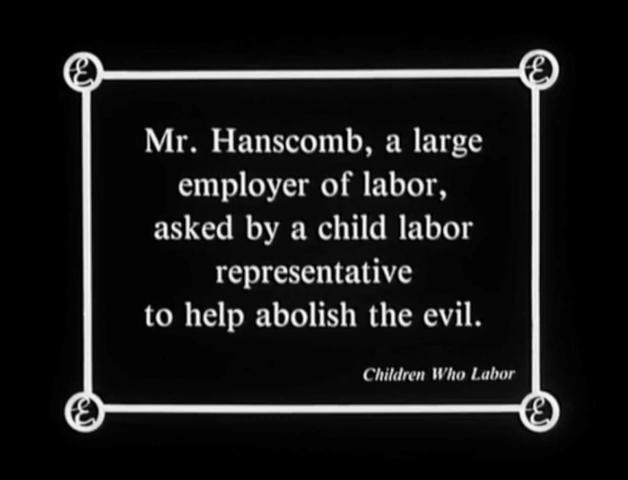 Mr. Hanscomb, a large
employer of labor,
asked by a child labor
representative
to help abolish the evil.
Children Who Labor